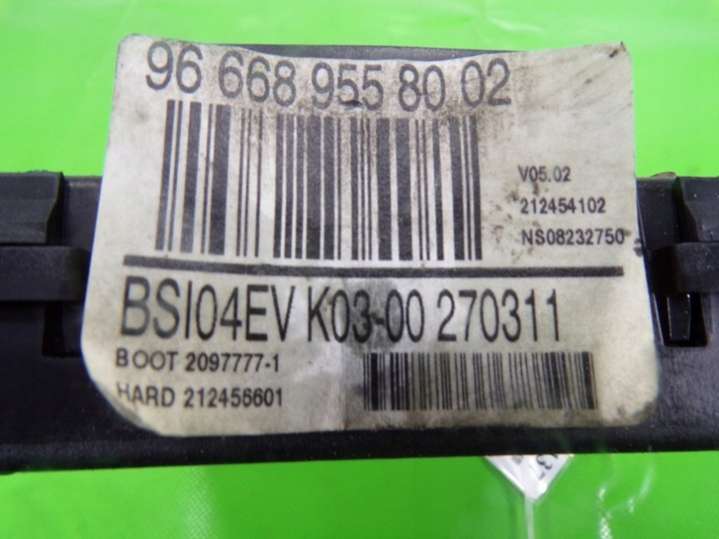 96 668 955 80 02
V05.02
212454102
NS08232750
BSI04EV K03-00 270311
BOOT 2097777-1
HARD 212456601